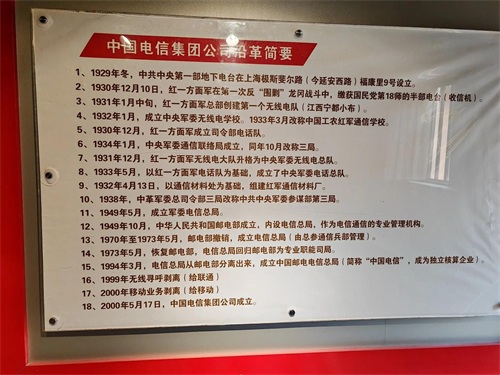 中国电信集团公司沿革简要
1、1929年冬，中共中央第一部地下电台在上海极斯斐尔路（今延安西路）福康里9号设立。
2、1930年12月10日，红一方面军在第一次反“围剿”龙冈战斗中，缴获国民党第18师的半部电台（收信机）。
3、1931年1月中旬，红一方面军总部创建第一个无线电队（江西宁都小布）。
4、1932年1月，成立中央军委无线电学校。1933年3月改称中国工农红军通信学校。
5、1930年12月，红一方面军成立司令部电话队。
6、1934年1月，中央军委通信联络局成立，同年10月改称三局。
7、1931年12月，红一方面军无线电大队升格为中央军委无线电总队。
8、1933年5月，以红一方面军电话队为基础，成立了中央军委电话总队。
9、1932年4月13日，以通信材料处为基础，组建红军通信材料厂。
10、1938年，中革军委总司令部三局改称中共中央军委参谋部第三局。
11、1949年5月，成立军委电信总局。
12、1949年10月，中华人民共和国邮电部成立，内设电信总局，作为电信通信的专业管理机构。
13、1970年至1973年5月，邮电部撤销，成立电信总局（由总参通信部管理）。
14、1973年5月，恢复邮电部，电信总局回归邮电部为专业职能司局。
15、1994年3月，电信总局从邮电部分离出来，成立中国邮电电信总局（简称“中国电信”，成为独立核算企业）。
16、1999年无线寻呼剥离（给联通）
17、2000年移动业务剥离（给移动）
18、2000年5月17日，中国电信集团公司成立。